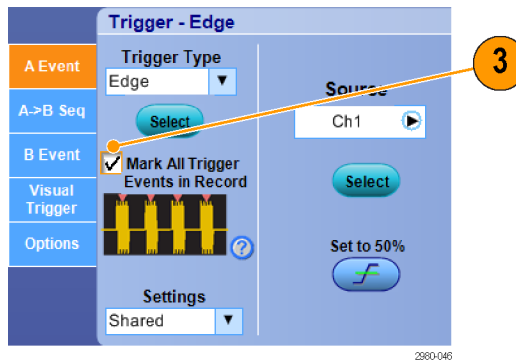 Trigger - Edge
A Event
A->B Seq
B Event
Visual
Trigger
Options
Trigger Type
Edge
Select
Mark All Trigger
Events in Record
?
Settings
Shared
Source
Ch1
Select
Set to 50%
3
2980-046